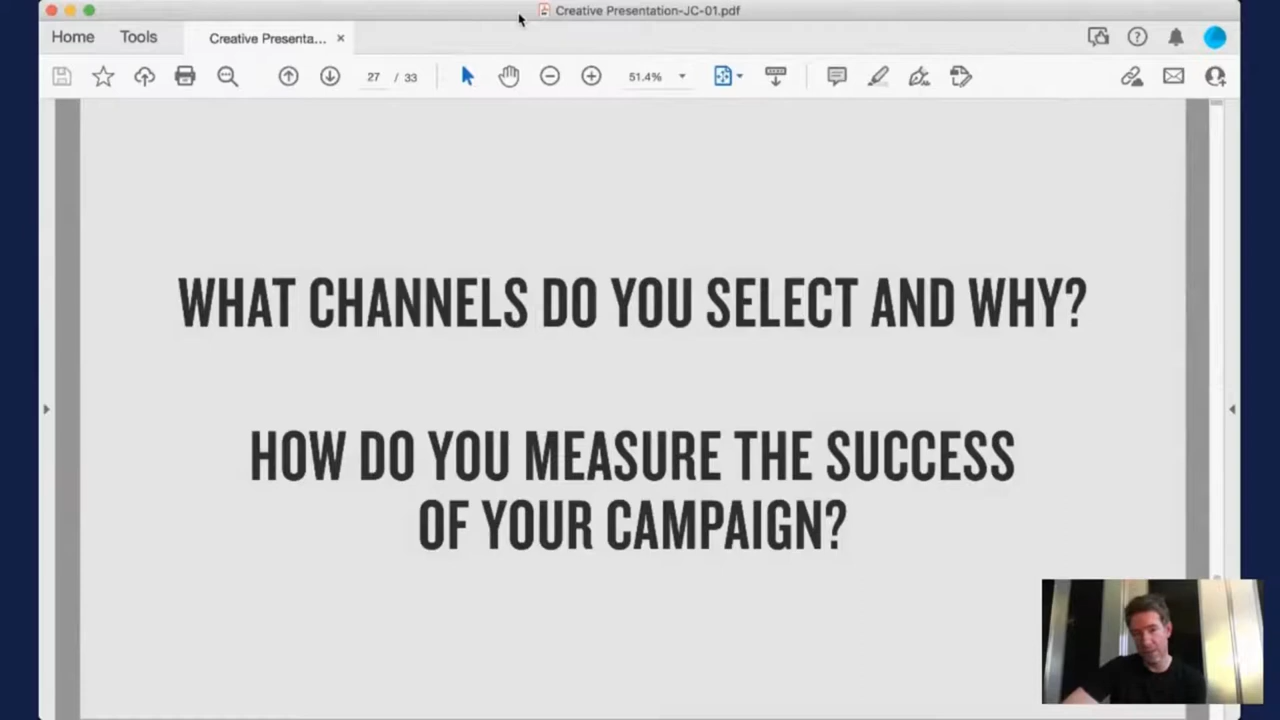 Creative Presentation-JC-01.pdf
Home Tools Creative Presenta... ×
27 / 33 51.4%
WHAT CHANNELS DO YOU SELECT AND WHY?
HOW DO YOU MEASURE THE SUCCESS
OF YOUR CAMPAIGN?